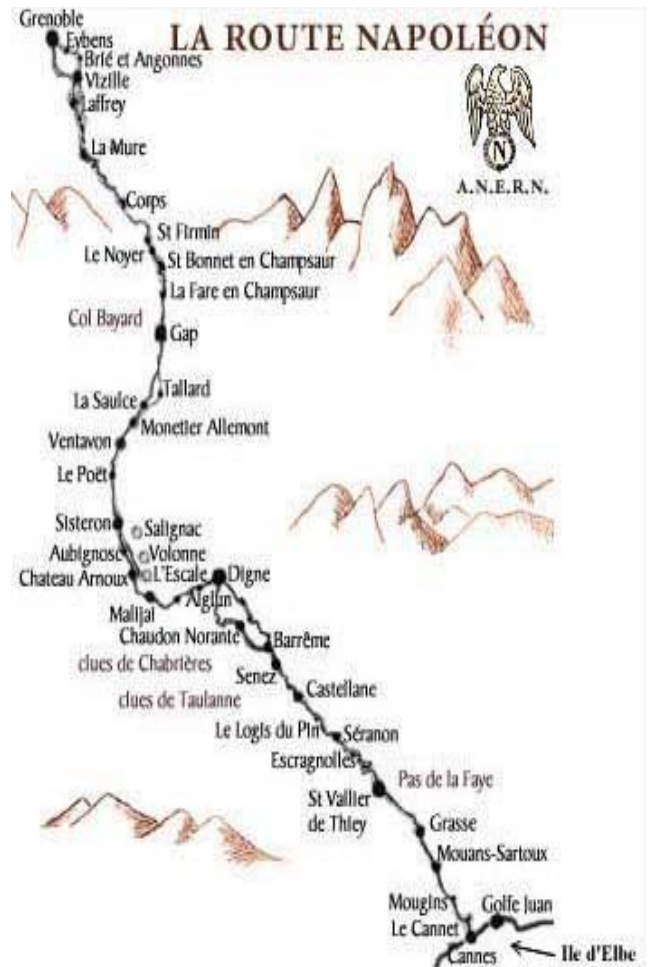 LA ROUTE NAPOLÉON
N
A.N.E.R.N.
Grenoble
Eybens
Brié et Angonnes
Vizille
Laffrey
La Mure
Corps
St Firmin
Le Noyer
St Bonnet en Champsaur
La Fare en Champsaur
Col Bayard
Gap
Tallard
La Saulce
Monetier Allemont
Ventavon
Le Poët
Sisteron
Salignac
Aubignosc
Volonne
Chateau Arnoux
L'Escale
Digne
Aiglun
Malijai
Chaudon Norante
Barrême
clues de Chabrières
Senez
Castellane
clues de Taulanne
Le Logis du Pin
Séranon
Escragnolles
Pas de la Faye
St Vallier
de Thiey
Grasse
Mouans-Sartoux
Mougins
Golfe Juan
Le Cannet
Cannes
Ile d'Elbe